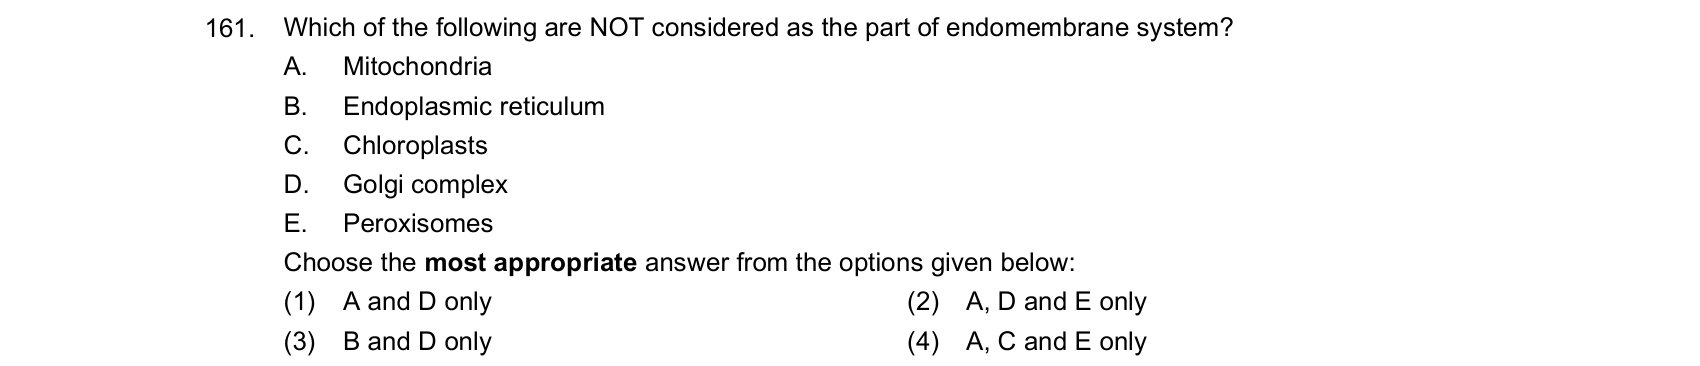 161. Which of the following are NOT considered as the part of endomembrane system?
A. Mitochondria
B. Endoplasmic reticulum
C. Chloroplasts
D. Golgi complex
E. Peroxisomes
Choose the most appropriate answer from the options given below:
(1) A and D only (2) A, D and E only
(3) B and D only (4) A, C and E only